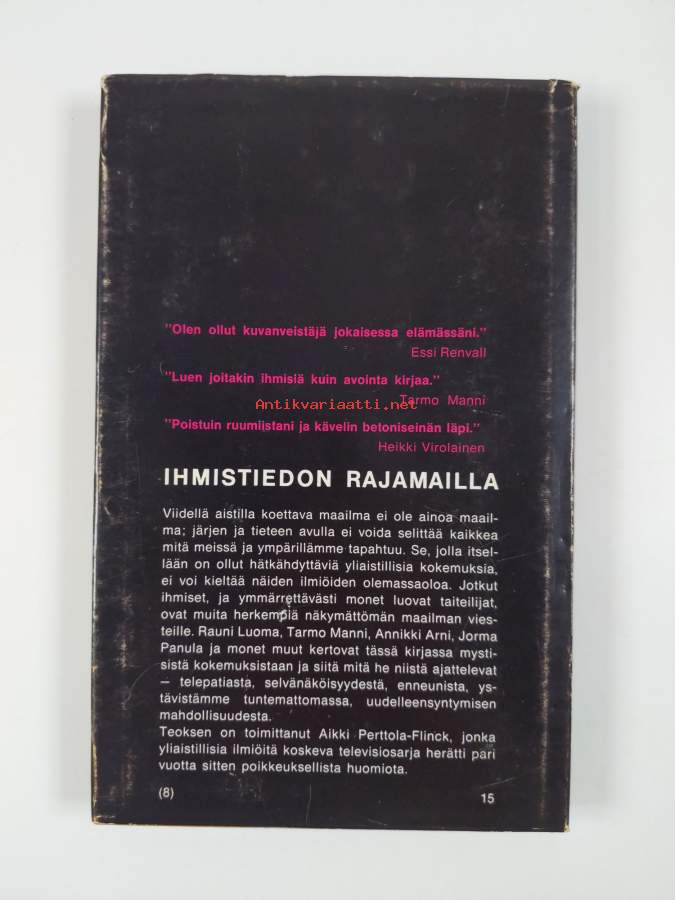 "Olen ollut kuvanveistäjä jokaisessa elämässäni."
Essi Renvall
"Luen joitakin ihmisiä kuin avointa kirjaa."
Antikvariaatti.net
Tarmo Manni
"Poistuin ruumiistani ja kävelin betoniseinän läpi."
Heikki Virolainen
IHMISTIEDON RAJAMAILLA
Viidellä aistilla koettava maailma ei ole ainoa maail-
ma; järjen ja tieteen avulla ei voida selittää kaikkea
mitä meissä ja ympärillämme tapahtuu. Se, jolla itsel-
lään on ollut hätkähdyttäviä yliaistillisia kokemuksia,
ei voi kieltää näiden ilmiöiden olemassaoloa. Jotkut
ihmiset, ja ymmärrettävästi monet luovat taiteilijat,
ovat muita herkempiä näkymättömän maailman vies-
teille. Rauni Luoma, Tarmo Manni, Annikki Arni, Jorma
Panula ja monet muut kertovat tässä kirjassa mysti-
sistä kokemuksistaan ja siitä mitä he niistä ajattelevat
— telepatiasta, selvänäköisyydestä, enneunista, ys-
tävistämme tuntemattomassa, uudelleensyntymisen
mahdollisuudesta.
Teoksen on toimittanut Aikki Perttola-Flinck, jonka
yliaistillisia ilmiöitä koskeva televisiosarja herätti pari
vuotta sitten poikkeuksellista huomiota.
(8) 15